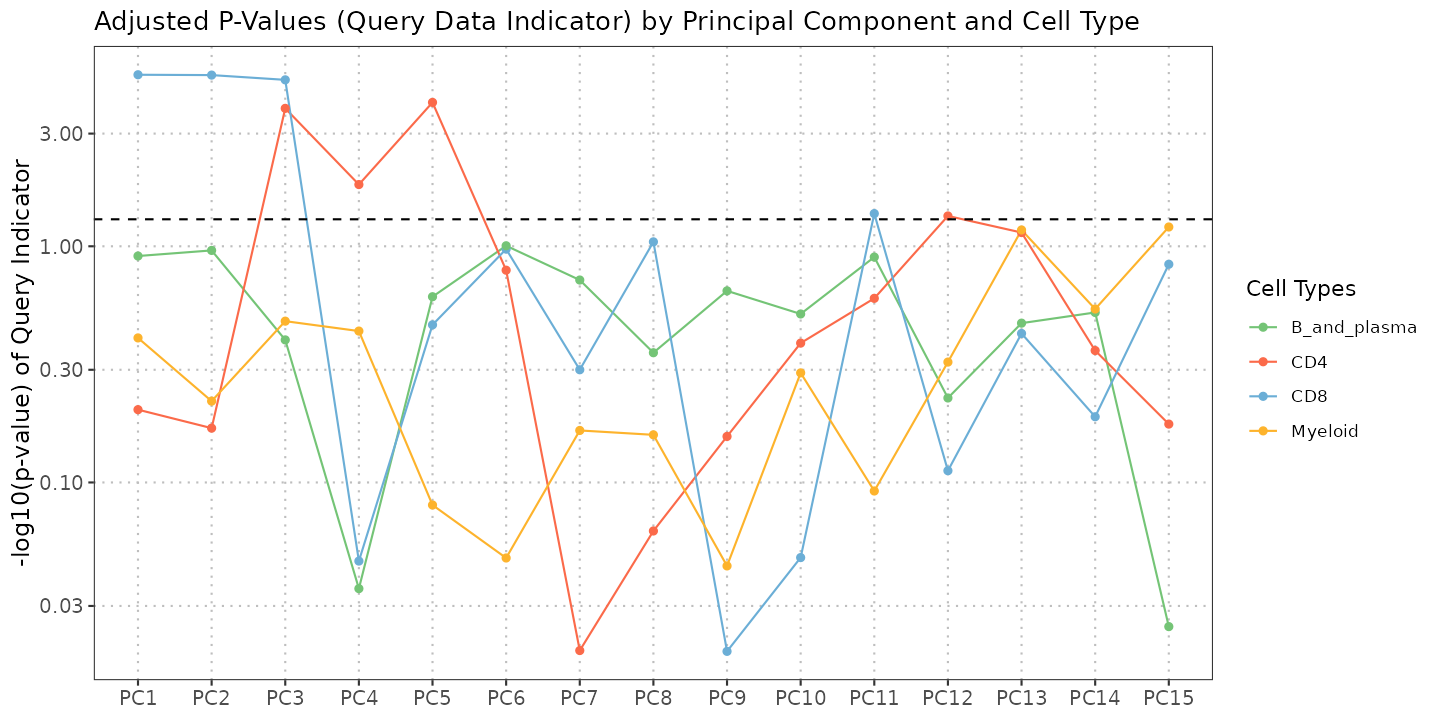 Adjusted P-Values (Query Data Indicator) by Principal Component and Cell Type
-log10(p-value) of Query Indicator
3.00
1.00
0.30
0.10
0.03
PC1 PC2 PC3 PC4 PC5 PC6 PC7 PC8 PC9 PC10 PC11 PC12 PC13 PC14 PC15
Cell Types
B_and_plasma
CD4
CD8
Myeloid